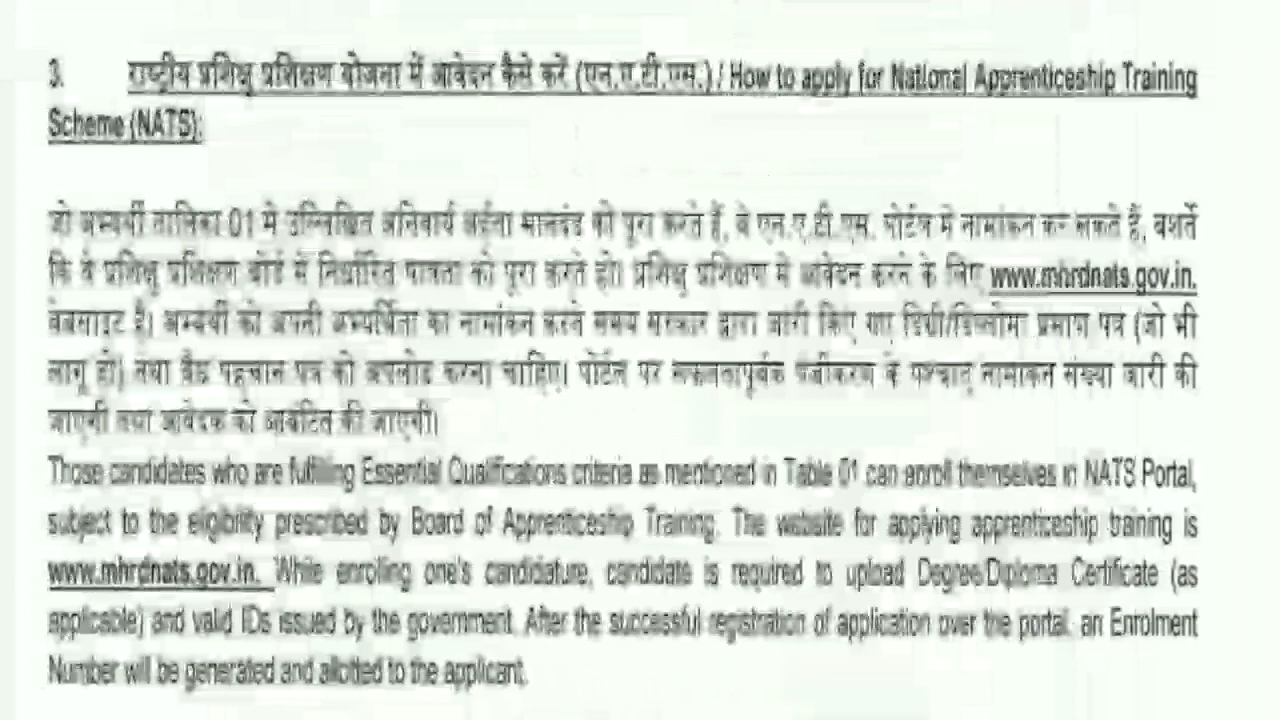 3. राष्ट्रीय प्रशिक्षु प्रशिक्षण योजना में आवेदन कैसे करें (एन.ए.टी.एस.) / How to apply for National Apprenticeship Training
Scheme (NATS):
जो अभ्यर्थी तालिका 01 में उल्लिखित अनिवार्य अर्हता मानदंड को पूरा करते हैं, वे एन.ए.टी.एस. पोर्टल में नामांकन कर सकते हैं, बशर्ते
कि वे प्रशिक्षु प्रशिक्षण बोर्ड में निर्धारित पात्रता को पूरा करते हो। प्रशिक्षु प्रशिक्षण में आवेदन करने के लिए www.mhrdnats.gov.in.
वेबसाइट है। अभ्यर्थी को अपनी अभ्यर्थिता का नामांकन करते समय सरकार द्वारा जारी किए गए डिग्री/डिप्लोमा प्रमाण पत्र (जो भी
लागू हो) तथा वैद्य पहचान पत्र को अपलोड करना चाहिए। पोर्टल पर सफलतापूर्वक पंजीकरण के पश्चात् नामांकन संख्या जारी की
जाएगी तथा आवेदक को आबंटित की जाएगी।
Those candidates who are fulfilling Essential Qualifications criteria as mentioned in Table 01 can enroll themselves in NATS Portal,
subject to the eligibility prescribed by Board of Apprenticeship Training. The website for applying apprenticeship training is
www.mhrdnats.gov.in. While enrolling one's candidature, candidate is required to upload Degree/Diploma Certificate (as
applicable) and valid IDs issued by the government. After the successful registration of application over the portal, an Enrolment
Number will be generated and allotted to the applicant.